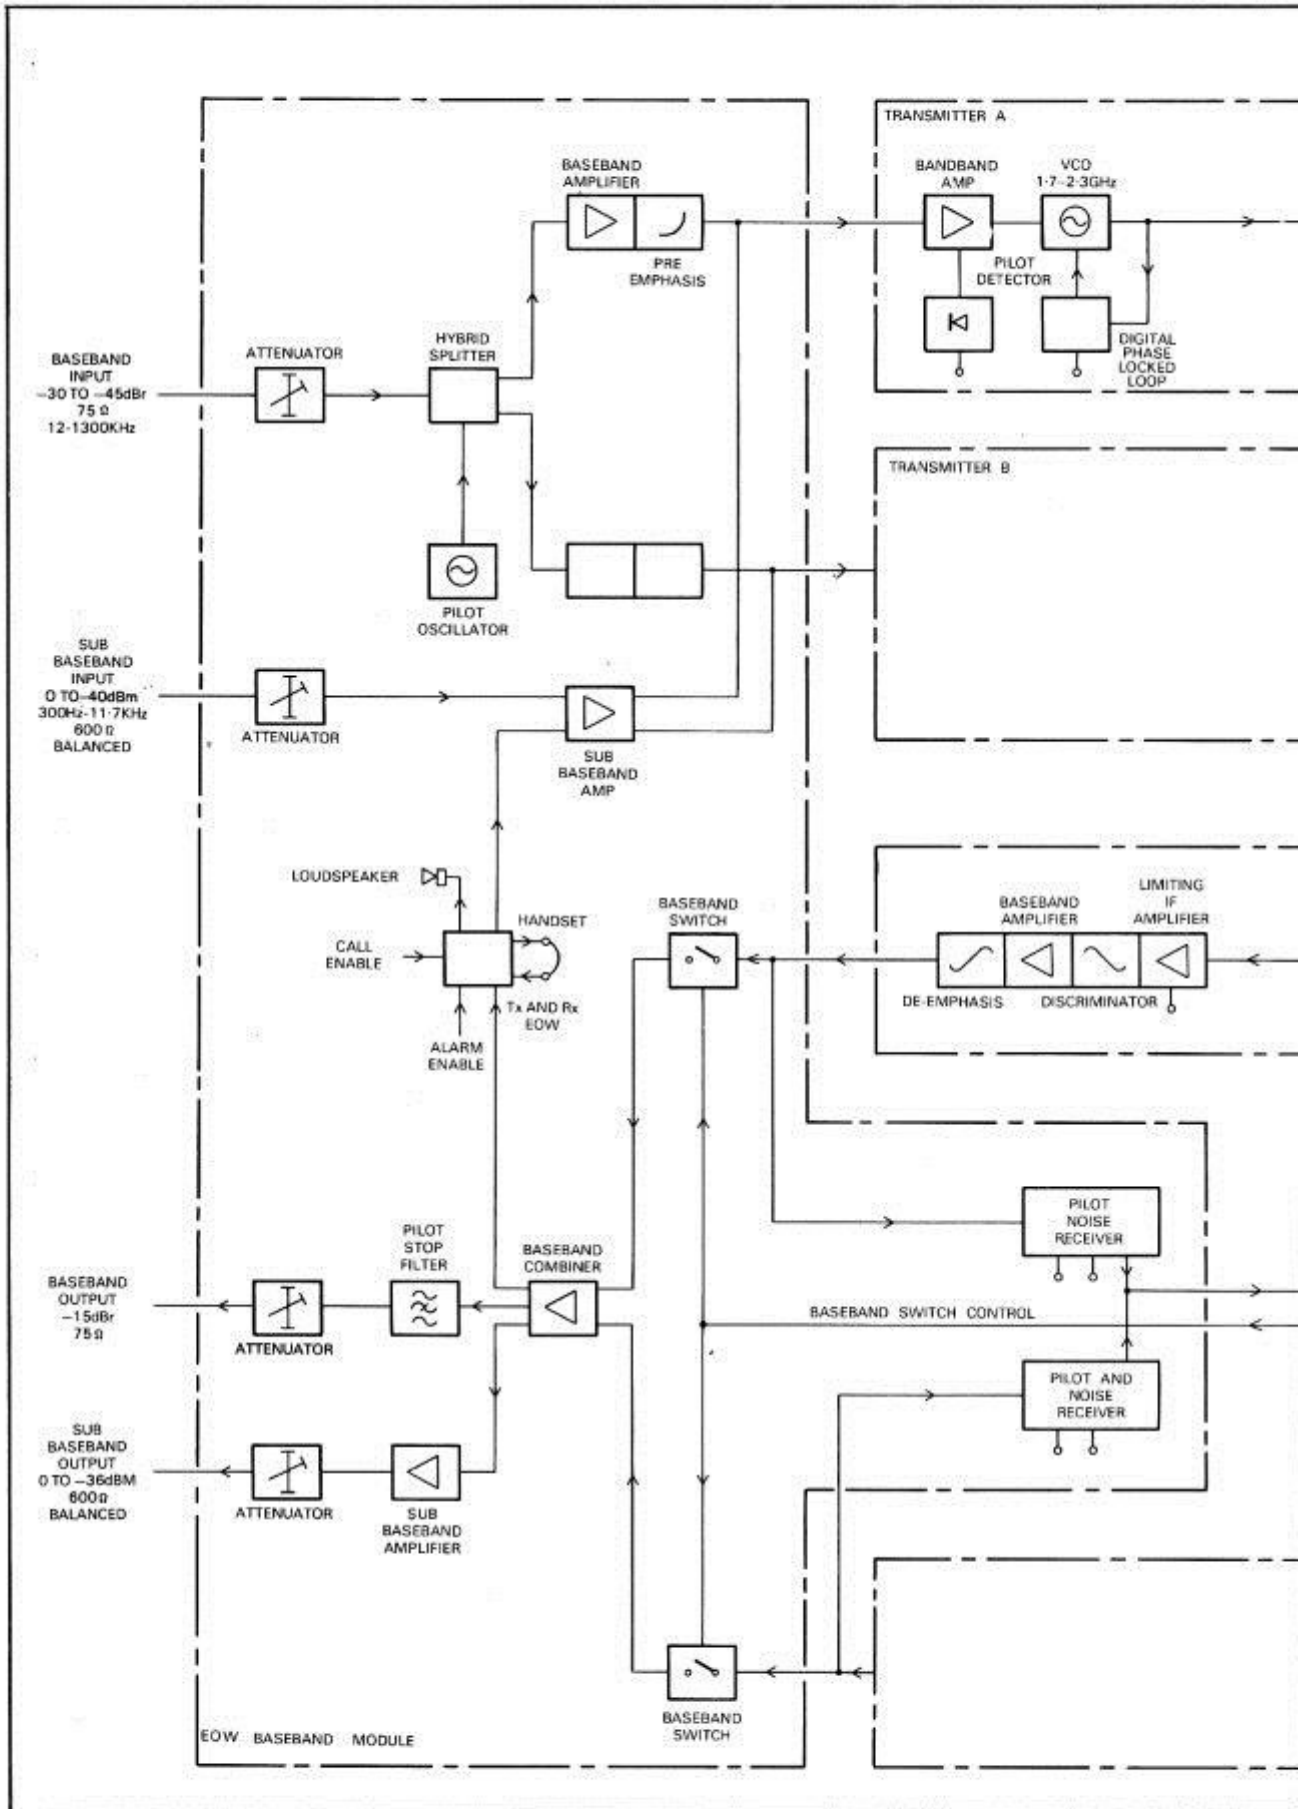 TRANSMITTER A
BASEBAND
AMPLIFIER
PRE
EMPHASIS
BANDBAND
AMP
VCO
1·7–2·3GHz
PILOT
DETECTOR
DIGITAL
PHASE
LOCKED
LOOP
BASEBAND
INPUT
–30 TO –45dBr
75 Ω
12-1300KHz
ATTENUATOR
HYBRID
SPLITTER
TRANSMITTER B
PILOT
OSCILLATOR
SUB
BASEBAND
INPUT
0 TO –40dBm
300Hz-11·7KHz
600 Ω
BALANCED
ATTENUATOR
SUB
BASEBAND
AMP
LOUDSPEAKER
CALL
ENABLE
HANDSET
Tx AND Rx
EOW
ALARM
ENABLE
BASEBAND
SWITCH
BASEBAND
AMPLIFIER
LIMITING
IF
AMPLIFIER
DE-EMPHASIS
DISCRIMINATOR
PILOT
NOISE
RECEIVER
BASEBAND
OUTPUT
–15dBr
75Ω
ATTENUATOR
PILOT
STOP
FILTER
BASEBAND
COMBINER
BASEBAND SWITCH CONTROL
PILOT AND
NOISE
RECEIVER
SUB
BASEBAND
OUTPUT
0 TO –36dBM
600Ω
BALANCED
ATTENUATOR
SUB
BASEBAND
AMPLIFIER
BASEBAND
SWITCH
EOW BASEBAND MODULE